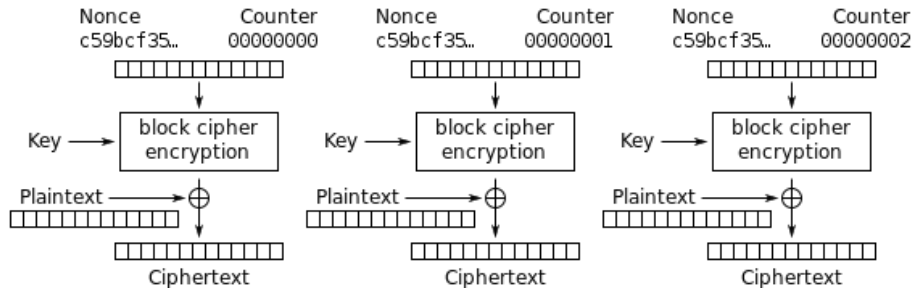 Nonce Counter Nonce Counter Nonce Counter
c59bcf35… 00000000 c59bcf35… 00000001 c59bcf35… 00000002
Key block cipher encryption Key block cipher encryption Key block cipher encryption
Plaintext Plaintext Plaintext
Ciphertext Ciphertext Ciphertext